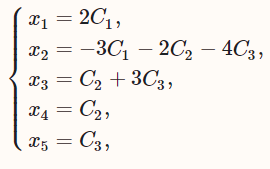 x₁ = 2C₁,
x₂ = −3C₁ − 2C₂ − 4C₃,
x₃ = C₂ + 3C₃,
x₄ = C₂,
x₅ = C₃,